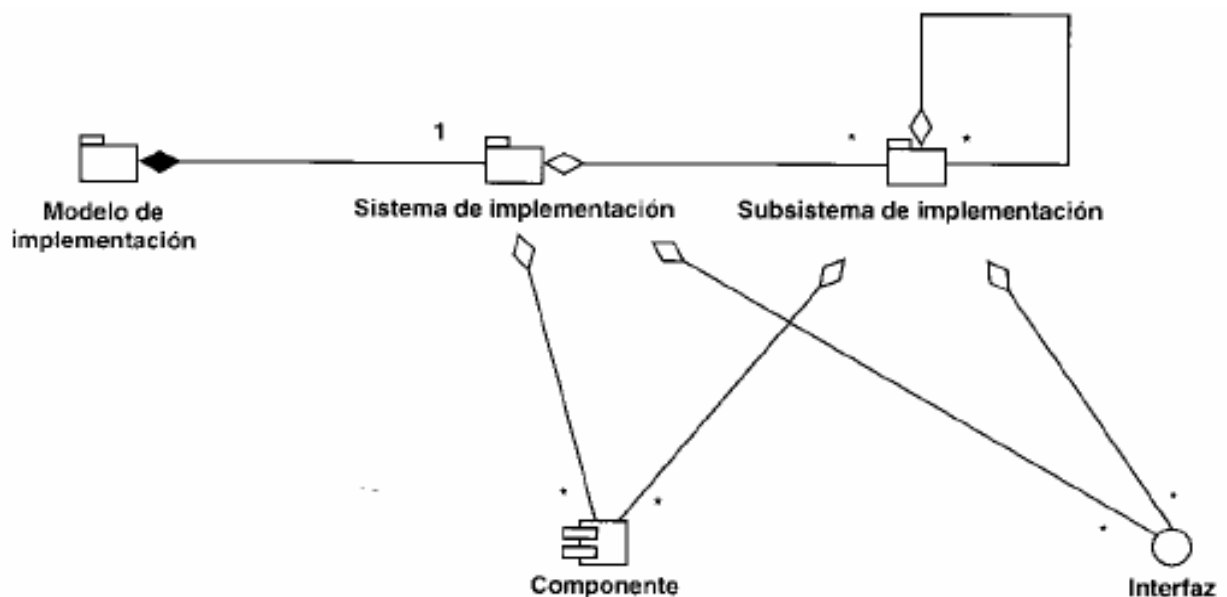 1
*
*
Modelo de
implementación
Sistema de implementación
Subsistema de implementación
*
*
*
*
Componente
Interfaz